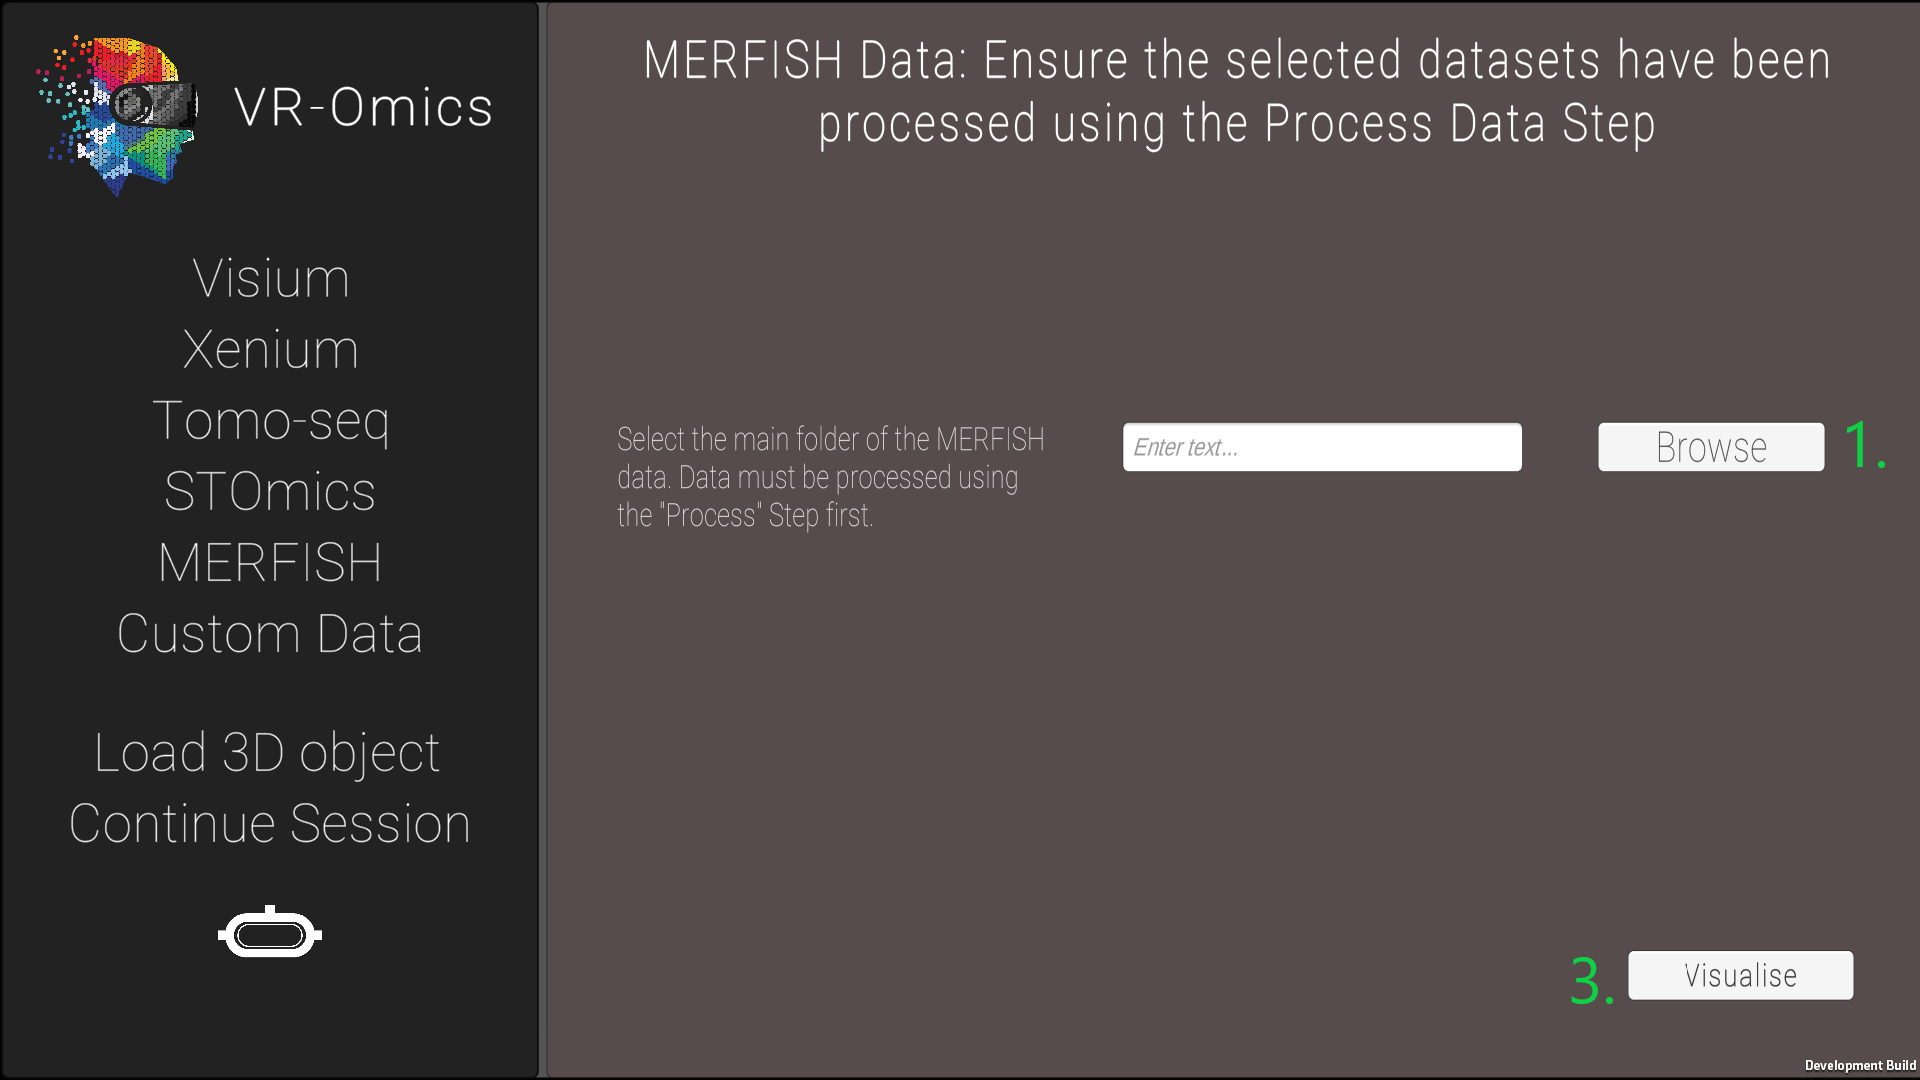 VR-Omics
Visium
Xenium
Tomo-seq
STOmics
MERFISH
Custom Data
Load 3D object
Continue Session
MERFISH Data: Ensure the selected datasets have been
processed using the Process Data Step
Select the main folder of the MERFISH
data. Data must be processed using
the "Process" Step first.
Enter text...
Browse
1.
3.
Visualise
Development Build